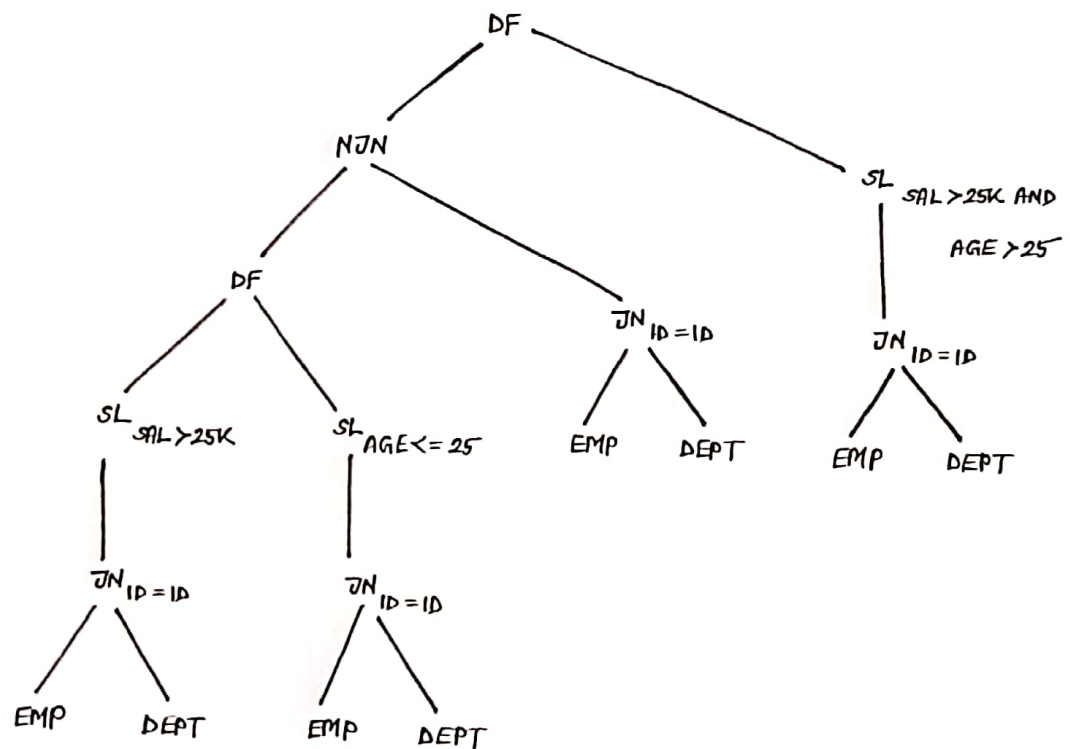 DF
NJN
SL SAL>25K AND
AGE>25
DF
JN ID=ID
JN ID=ID
SL SAL>25K
SL AGE<=25
EMP
DEPT
EMP
DEPT
JN ID=ID
JN ID=ID
EMP
DEPT
EMP
DEPT